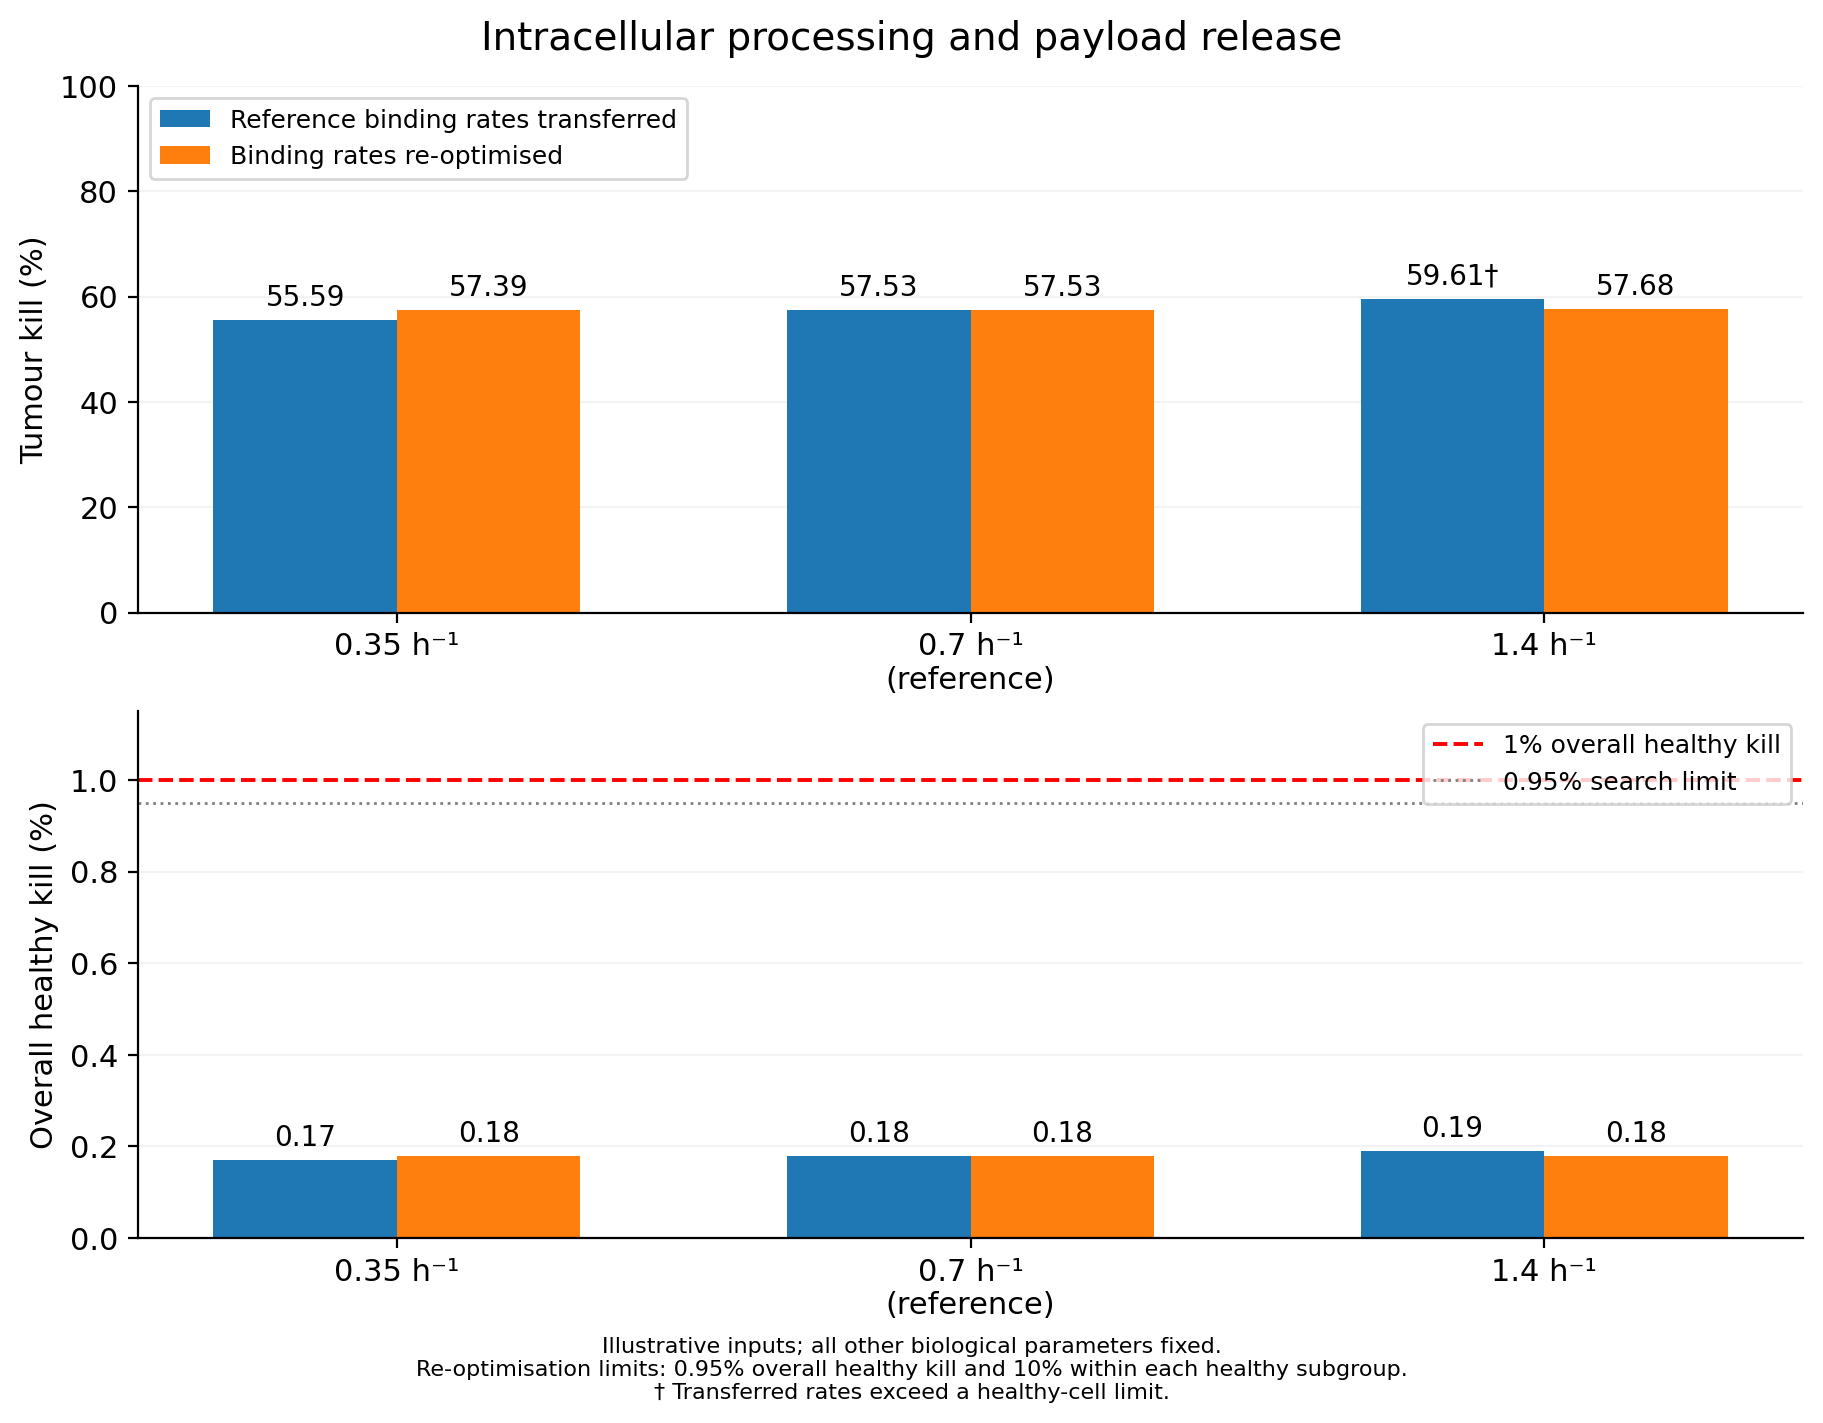 Intracellular processing and payload release
Tumour kill (%)
100
80
60
40
20
0
Reference binding rates transferred
Binding rates re-optimised
55.59
57.39
57.53
57.53
59.61†
57.68
0.35 h⁻¹
0.7 h⁻¹
(reference)
1.4 h⁻¹
Overall healthy kill (%)
1.0
0.8
0.6
0.4
0.2
0.0
1% overall healthy kill
0.95% search limit
0.17
0.18
0.18
0.18
0.19
0.18
0.35 h⁻¹
0.7 h⁻¹
(reference)
1.4 h⁻¹
Illustrative inputs; all other biological parameters fixed.
Re-optimisation limits: 0.95% overall healthy kill and 10% within each healthy subgroup.
† Transferred rates exceed a healthy-cell limit.